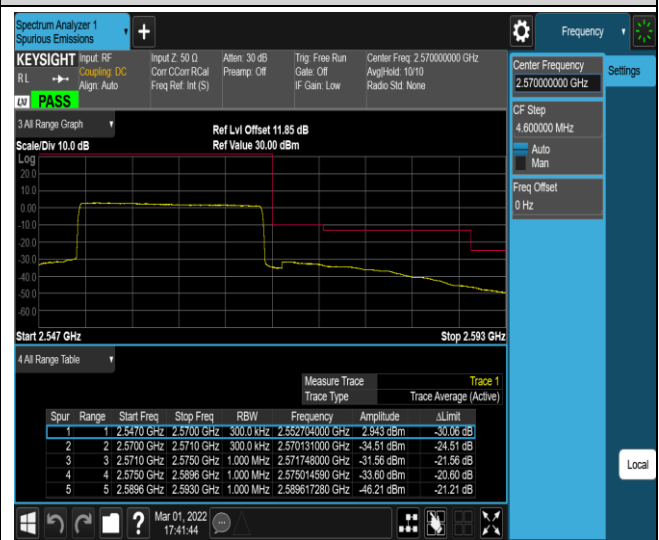 Spectrum Analyzer 1
Spurious Emissions
+
Frequency
KEYSIGHT
RL
LXI
PASS
Input: RF
Coupling: DC
Align: Auto
Input Z: 50 Ω
Corr CCorr RCal
Freq Ref: Int (S)
Atten: 30 dB
Preamp: Off
Trig: Free Run
Gate: Off
IF Gain: Low
Center Freq: 2.570000000 GHz
Avg|Hold: 10/10
Radio Std: None
Center Frequency
2.570000000 GHz
Settings
CF Step
4.600000 MHz
Auto
Man
Freq Offset
0 Hz
3 All Range Graph
Scale/Div 10.0 dB
Ref Lvl Offset 11.85 dB
Ref Value 30.00 dBm
Log
20.0
10.0
0.00
-10.0
-20.0
-30.0
-40.0
-50.0
-60.0
Start 2.547 GHz
Stop 2.593 GHz
4 All Range Table
Measure Trace Trace 1
Trace Type Trace Average (Active)
Spur Range Start Freq Stop Freq RBW Frequency Amplitude ΔLimit
1 1 2.5470 GHz 2.5700 GHz 300.0 kHz 2.552704000 GHz 2.943 dBm -30.06 dB
2 2 2.5700 GHz 2.5710 GHz 300.0 kHz 2.570131000 GHz -34.51 dBm -24.51 dB
3 3 2.5710 GHz 2.5750 GHz 1.000 MHz 2.571748000 GHz -31.56 dBm -21.56 dB
4 4 2.5750 GHz 2.5896 GHz 1.000 MHz 2.575014590 GHz -33.60 dBm -20.60 dB
5 5 2.5896 GHz 2.5930 GHz 1.000 MHz 2.589617280 GHz -46.21 dBm -21.21 dB
Local
?
Mar 01, 2022
17:41:44